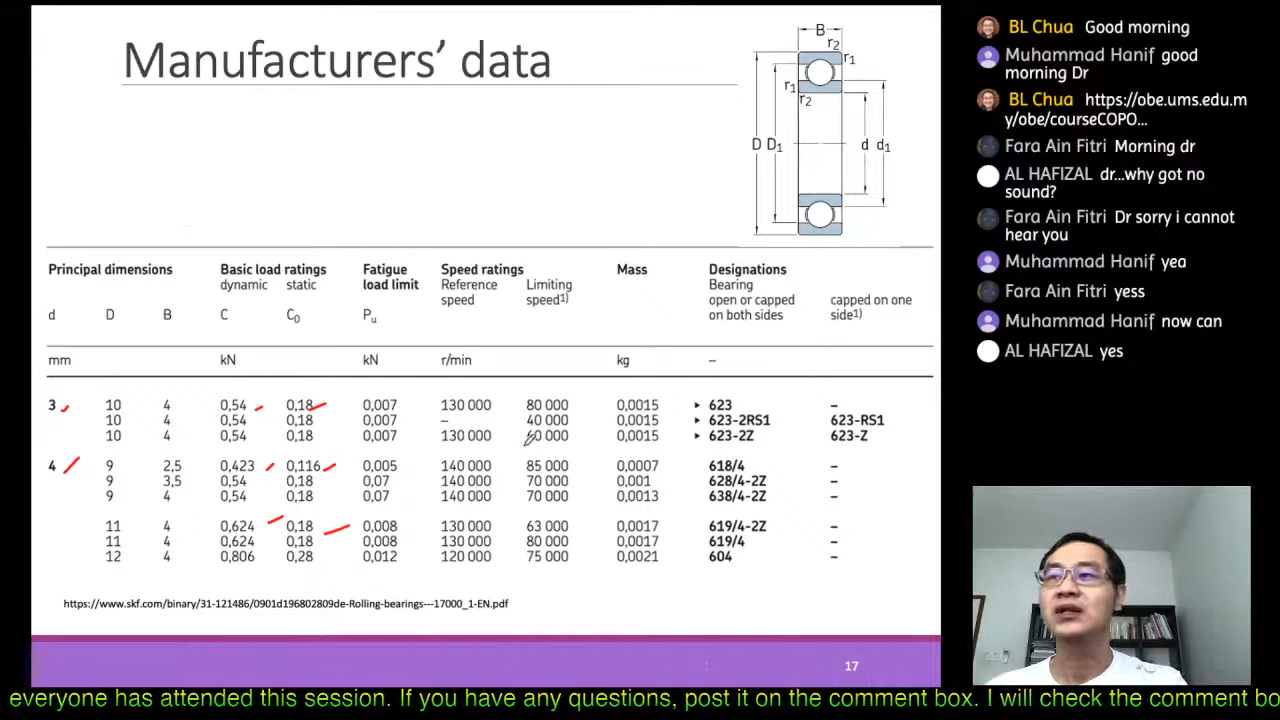 Manufacturers' data
B
r2
r1
r1
r2
D D1 d d1
Principal dimensions Basic load ratings Fatigue Speed ratings Mass Designations
dynamic static load limit Reference Limiting Bearing
speed speed1) open or capped capped on one
d D B C C0 Pu on both sides side1)
mm kN kN r/min kg –
3 10 4 0,54 0,18 0,007 130 000 80 000 0,0015 ▸ 623 –
10 4 0,54 0,18 0,007 – 40 000 0,0015 ▸ 623-2RS1 623-RS1
10 4 0,54 0,18 0,007 130 000 60 000 0,0015 ▸ 623-2Z 623-Z
4 9 2,5 0,423 0,116 0,005 140 000 85 000 0,0007 618/4 –
9 3,5 0,54 0,18 0,07 140 000 70 000 0,001 628/4-2Z –
9 4 0,54 0,18 0,07 140 000 70 000 0,0013 638/4-2Z –
11 4 0,624 0,18 0,008 130 000 63 000 0,0017 619/4-2Z –
11 4 0,624 0,18 0,008 130 000 80 000 0,0017 619/4 –
12 4 0,806 0,28 0,012 120 000 75 000 0,0021 604 –
https://www.skf.com/binary/31-121486/0901d196802809de-Rolling-bearings---17000_1-EN.pdf
17
BL Chua Good morning
Muhammad Hanif good
morning Dr
BL Chua https://obe.ums.edu.m
y/obe/courseCOPO...
Fara Ain Fitri Morning dr
AL HAFIZAL dr...why got no
sound?
Fara Ain Fitri Dr sorry i cannot
hear you
Muhammad Hanif yea
Fara Ain Fitri yess
Muhammad Hanif now can
AL HAFIZAL yes
everyone has attended this session. If you have any questions, post it on the comment box. I will check the comment bo